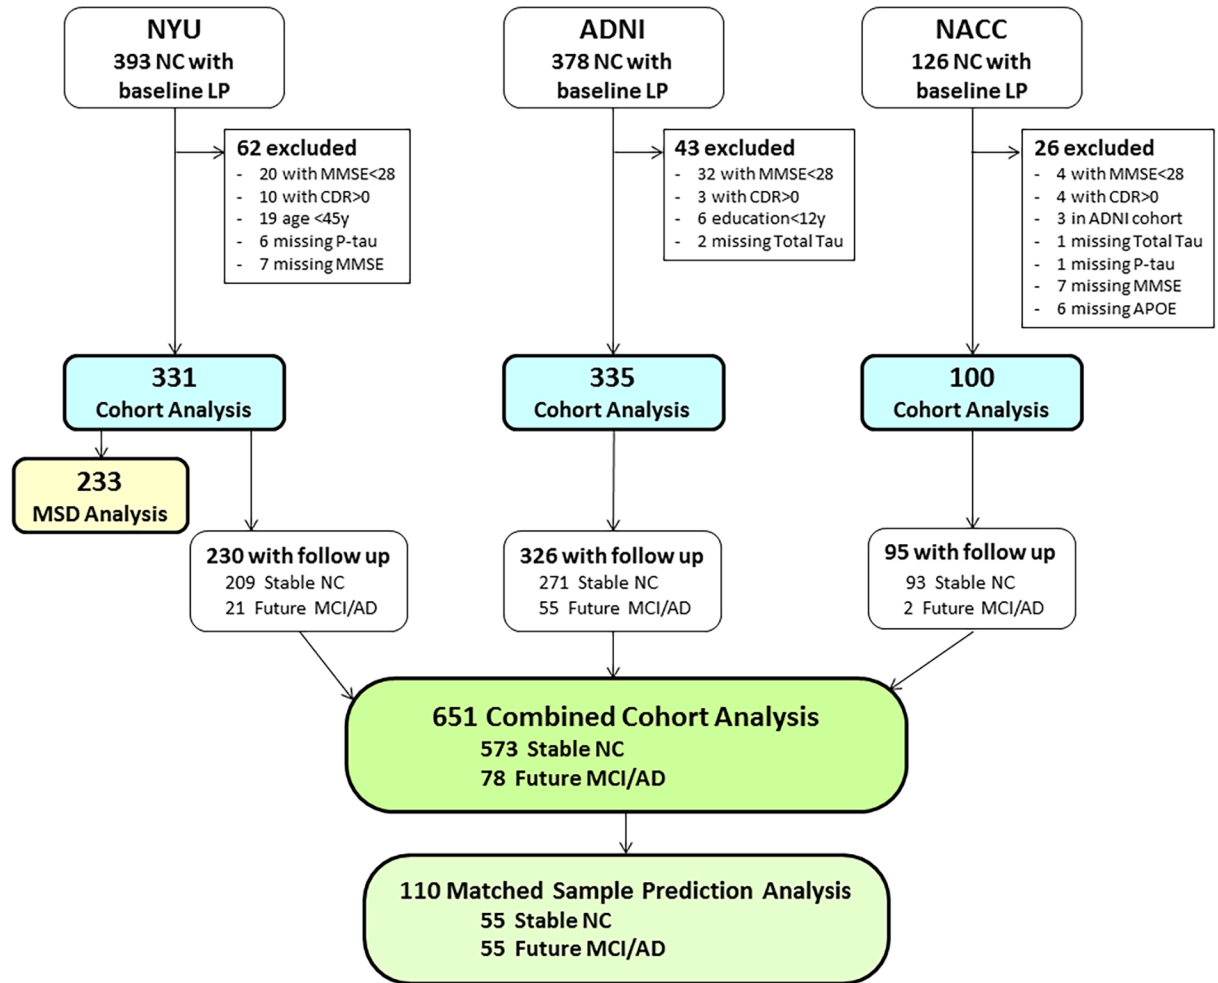 NYU
393 NC with
baseline LP
ADNI
378 NC with
baseline LP
NACC
126 NC with
baseline LP
62 excluded
- 20 with MMSE<28
- 10 with CDR>0
- 19 age <45y
- 6 missing P-tau
- 7 missing MMSE
43 excluded
- 32 with MMSE<28
- 3 with CDR>0
- 6 education<12y
- 2 missing Total Tau
26 excluded
- 4 with MMSE<28
- 4 with CDR>0
- 3 in ADNI cohort
- 1 missing Total Tau
- 1 missing P-tau
- 7 missing MMSE
- 6 missing APOE
331
Cohort Analysis
335
Cohort Analysis
100
Cohort Analysis
233
MSD Analysis
230 with follow up
209 Stable NC
21 Future MCI/AD
326 with follow up
271 Stable NC
55 Future MCI/AD
95 with follow up
93 Stable NC
2 Future MCI/AD
651 Combined Cohort Analysis
573 Stable NC
78 Future MCI/AD
110 Matched Sample Prediction Analysis
55 Stable NC
55 Future MCI/AD